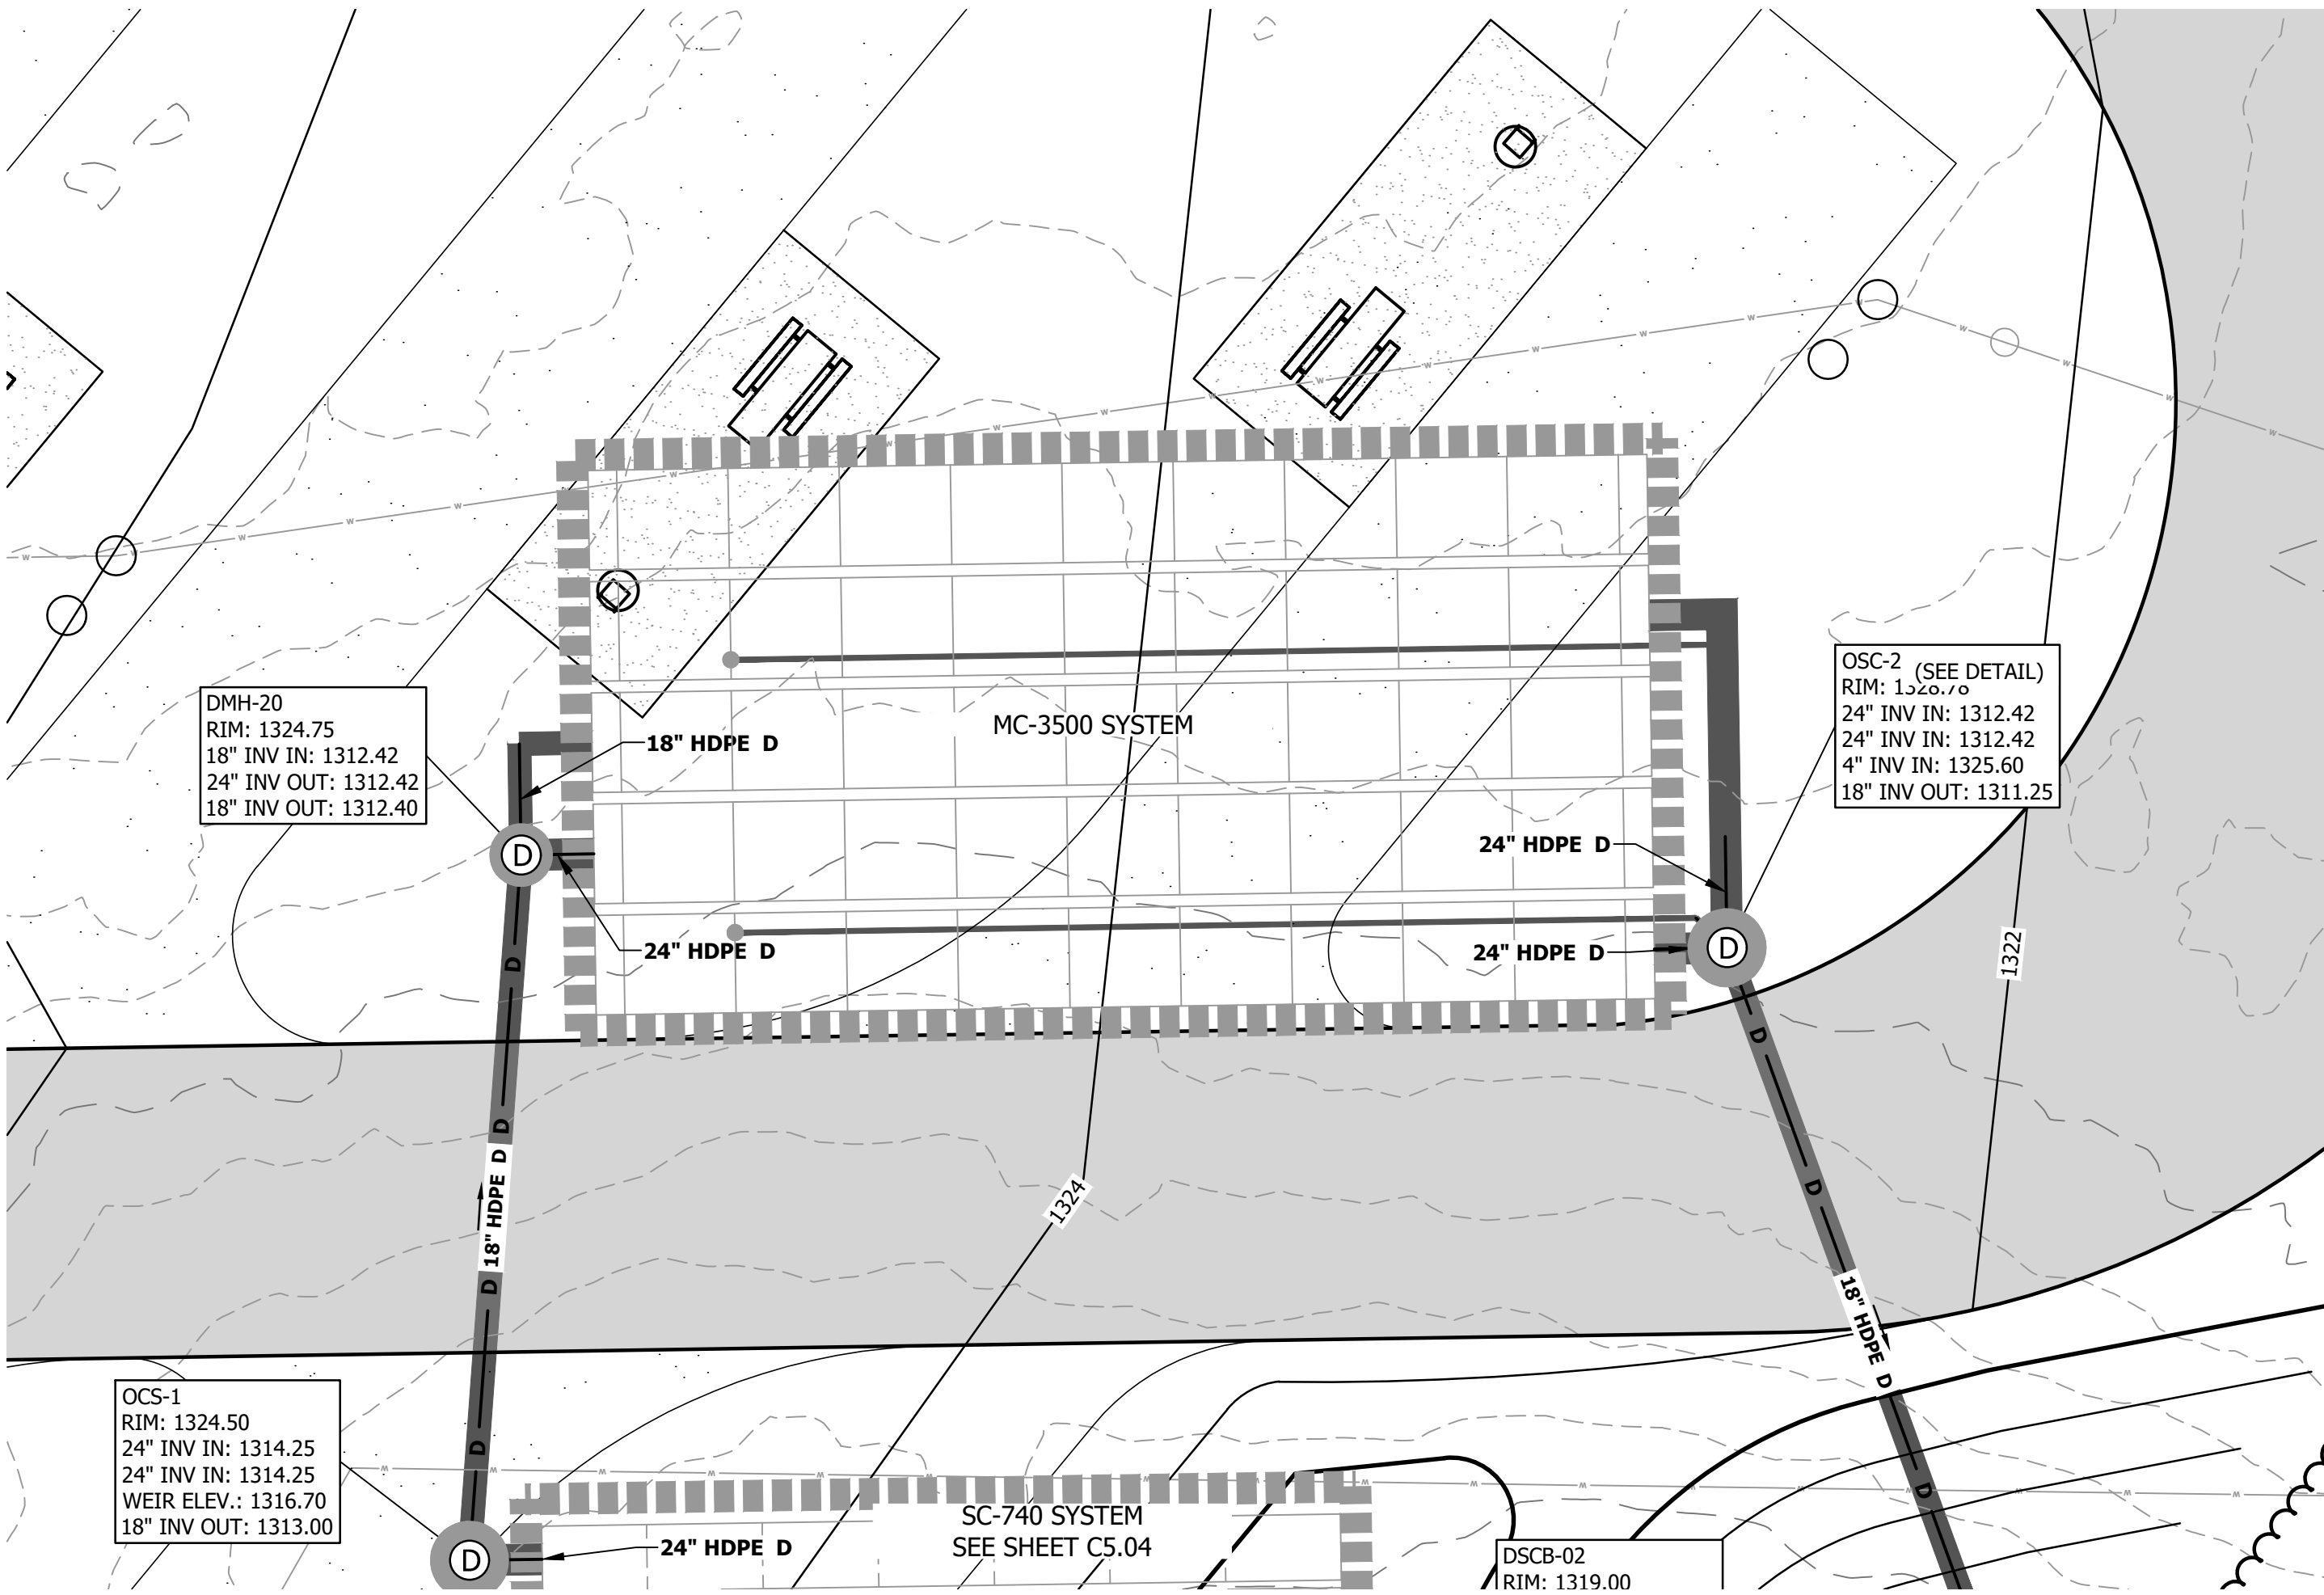 DMH-20
RIM: 1324.75
18" INV IN: 1312.42
24" INV OUT: 1312.42
18" INV OUT: 1312.40
18" HDPE D
MC-3500 SYSTEM
OSC-2 (SEE DETAIL)
RIM: 1328.78
24" INV IN: 1312.42
24" INV IN: 1312.42
4" INV IN: 1325.60
18" INV OUT: 1311.25
24" HDPE D
D
24" HDPE D
24" HDPE D
D
D
D
1322
D
D
D 18" HDPE D
1324
D
18" HDPE D
D
OCS-1
RIM: 1324.50
24" INV IN: 1314.25
24" INV IN: 1314.25
WEIR ELEV.: 1316.70
18" INV OUT: 1313.00
D
D
24" HDPE D
SC-740 SYSTEM
SEE SHEET C5.04
DSCB-02
RIM: 1319.00
w w w w w w w w w w w w w w w w w w w
w w w w w w w w w w w w w w w w w w